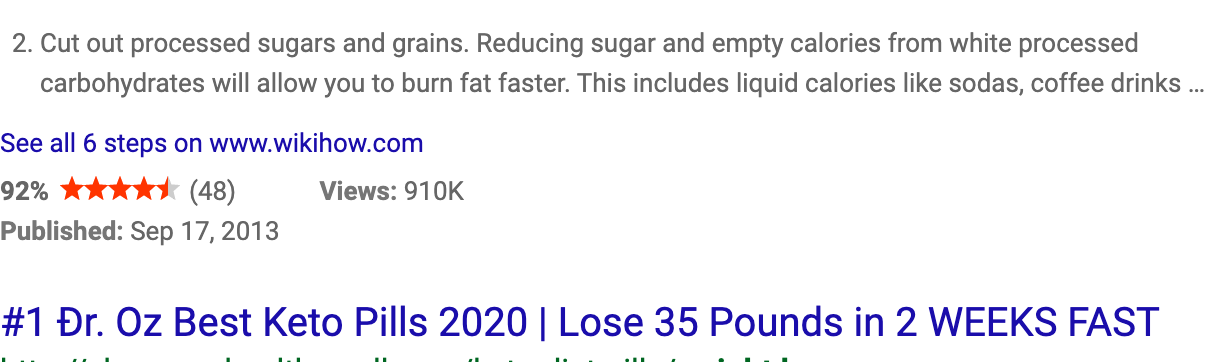 2. Cut out processed sugars and grains. Reducing sugar and empty calories from white processed
carbohydrates will allow you to burn fat faster. This includes liquid calories like sodas, coffee drinks ...
See all 6 steps on www.wikihow.com
92% (48) Views: 910K
Published: Sep 17, 2013
#1 Đr. Oz Best Keto Pills 2020 | Lose 35 Pounds in 2 WEEKS FAST